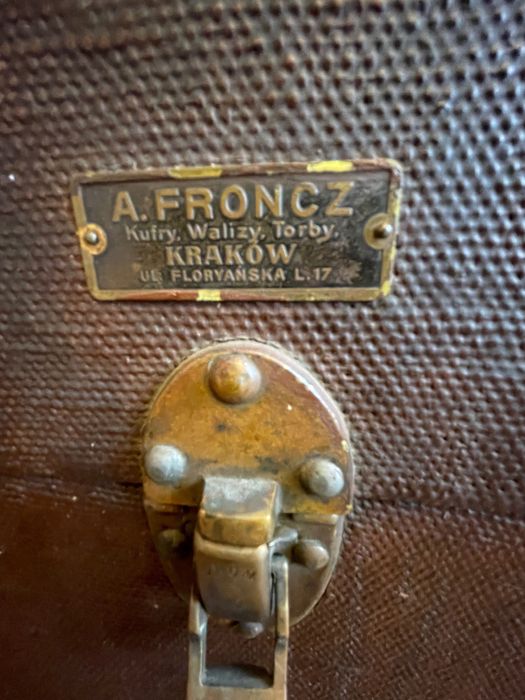 A. FRONCZ
Kufry, Walizy, Torby,
KRAKÓW
UL. FLORYAŃSKA L. 17